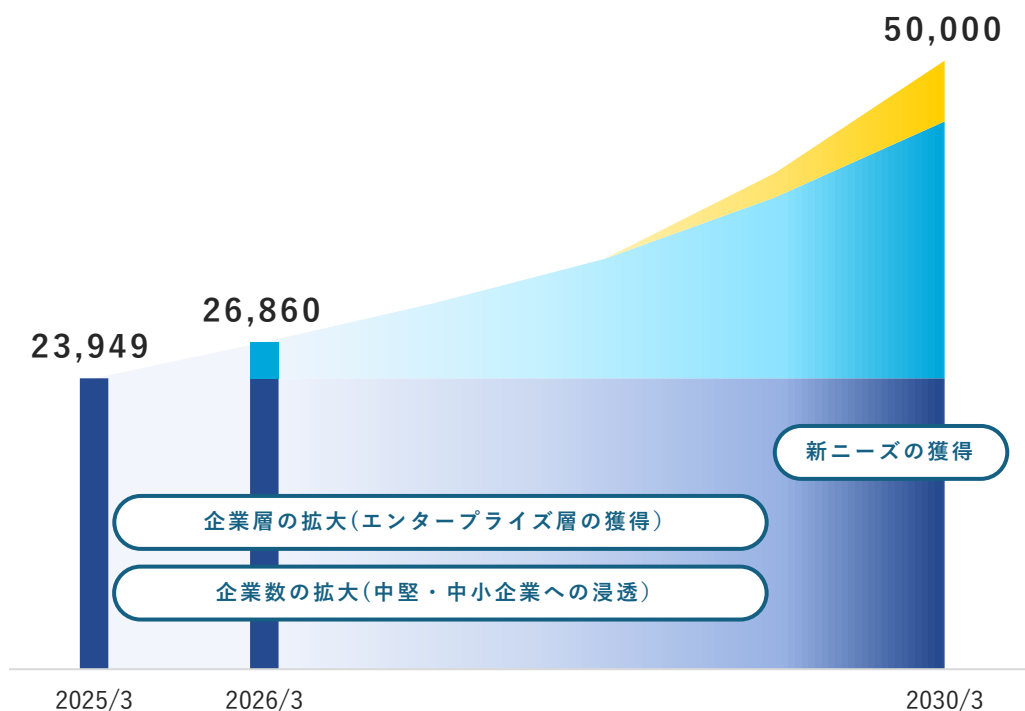 50,000
26,860
23,949
新ニーズの獲得
企業層の拡大(エンタープライズ層の獲得)
企業数の拡大(中堅・中小企業への浸透)
2025/3
2026/3
2030/3